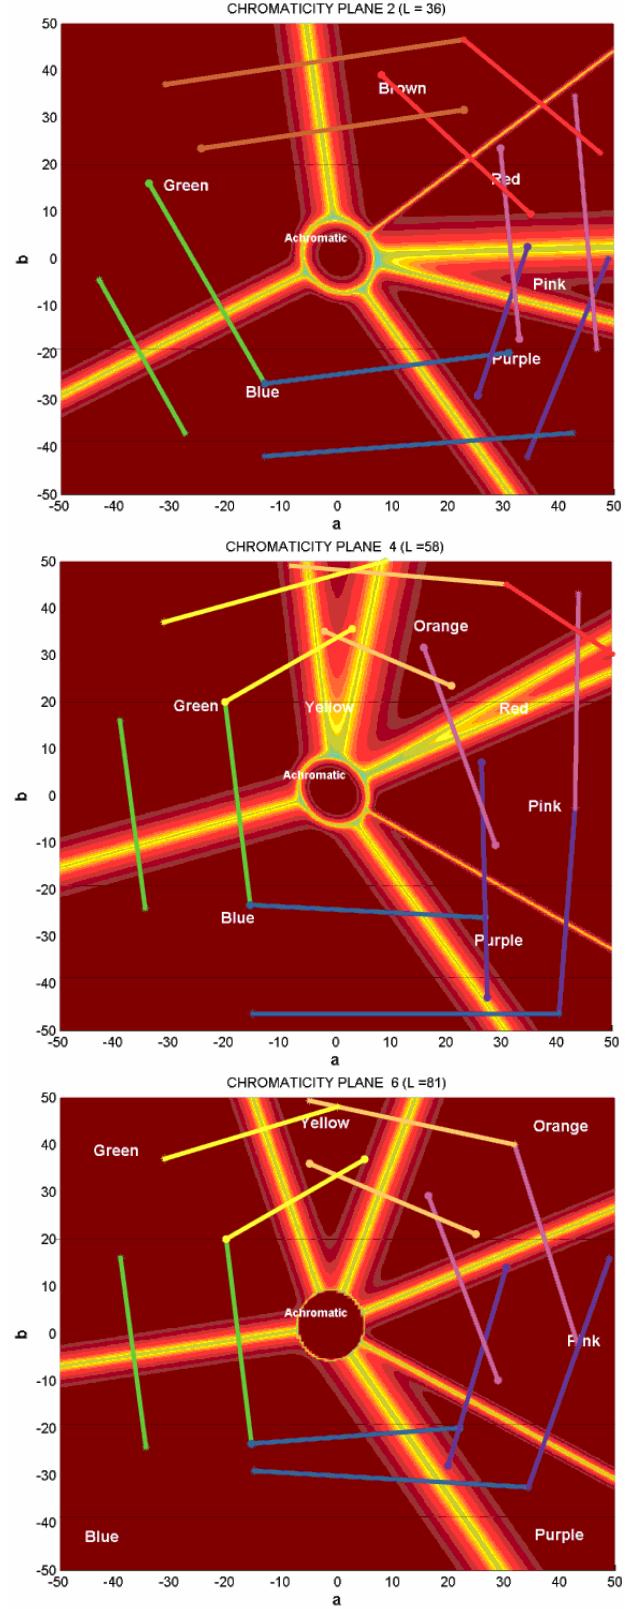 CHROMATICITY PLANE 2 (L = 36)
50
40
30
20
10
0
-10
-20
-30
-40
-50
b
Brown
Green
Red
Achromatic
Pink
Purple
Blue
-50 -40 -30 -20 -10 0 10 20 30 40 50
a
CHROMATICITY PLANE 4 (L =58)
50
40
30
20
10
0
-10
-20
-30
-40
-50
b
Orange
Green
Yellow
Red
Achromatic
Pink
Blue
Purple
-50 -40 -30 -20 -10 0 10 20 30 40 50
a
CHROMATICITY PLANE 6 (L =81)
50
40
30
20
10
0
-10
-20
-30
-40
-50
b
Yellow
Orange
Green
Achromatic
Pink
Blue
Purple
-50 -40 -30 -20 -10 0 10 20 30 40 50
a